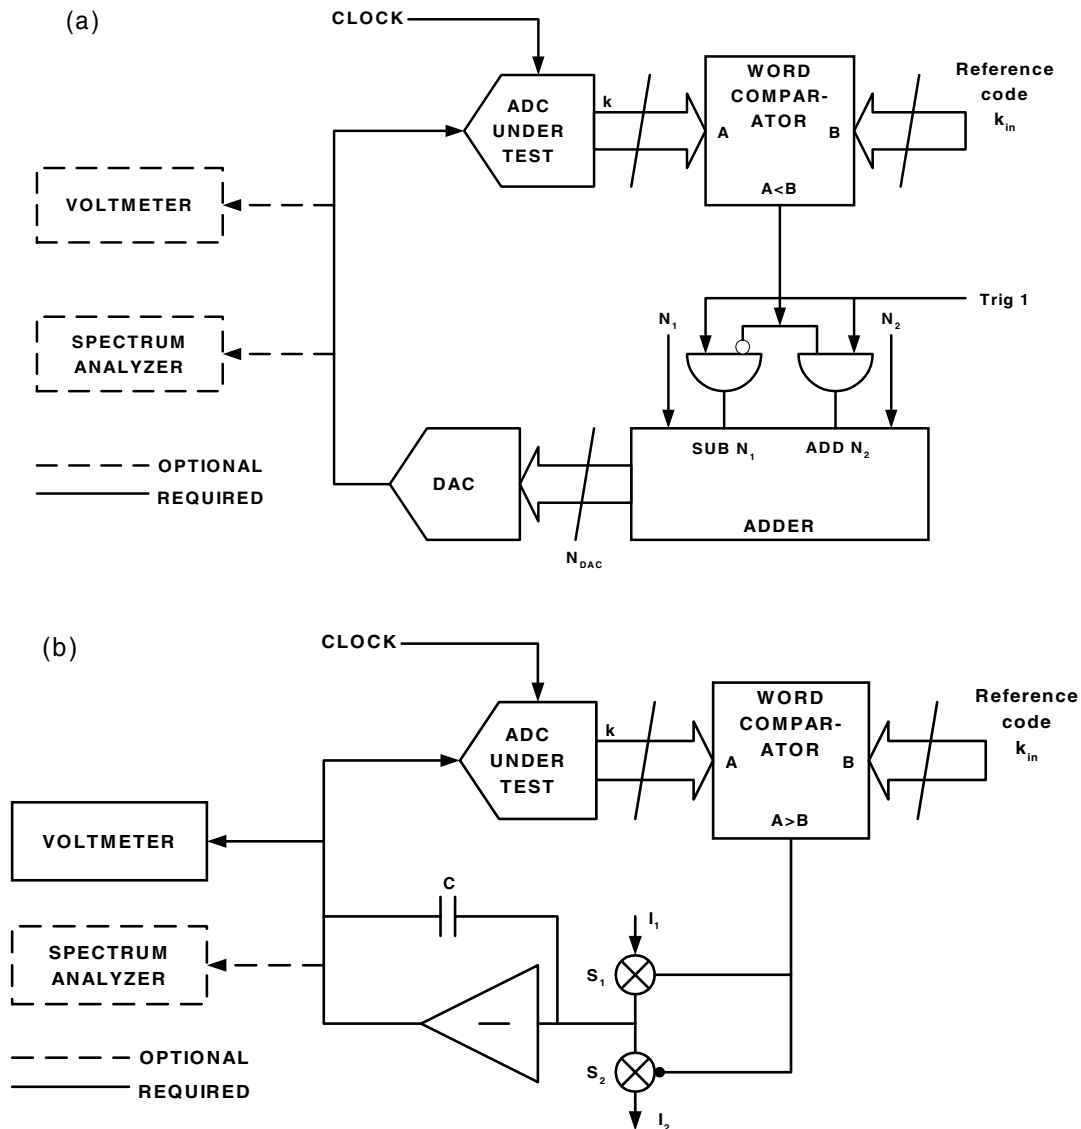 (a)
CLOCK
ADC
UNDER
TEST
k
WORD
COMPAR-
ATOR
A
B
A<B
Reference
code
k_in
VOLTMETER
SPECTRUM
ANALYZER
Trig 1
N_1
N_2
SUB N_1
ADD N_2
ADDER
DAC
N_DAC
OPTIONAL
REQUIRED
(b)
CLOCK
ADC
UNDER
TEST
k
WORD
COMPAR-
ATOR
A
B
A>B
Reference
code
k_in
VOLTMETER
SPECTRUM
ANALYZER
C
I_1
S_1
S_2
I_2
OPTIONAL
REQUIRED